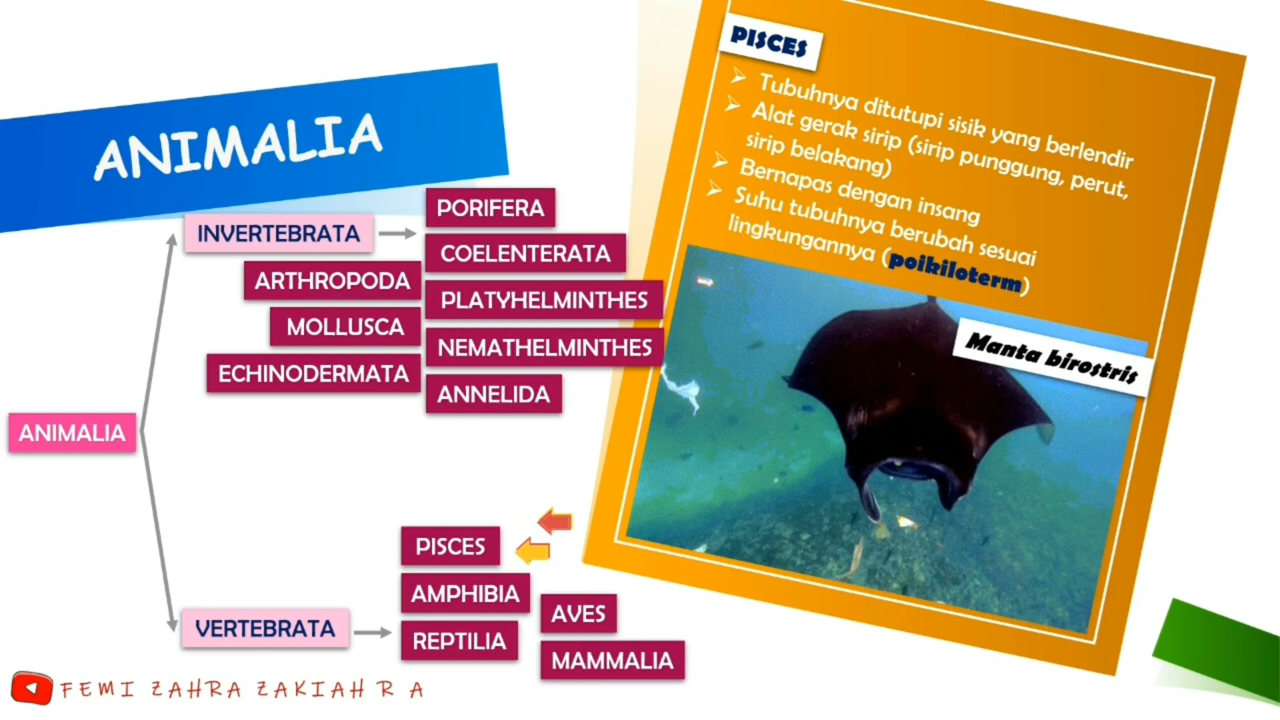 ANIMALIA
INVERTEBRATA
PORIFERA
COELENTERATA
ARTHROPODA
PLATYHELMINTHES
MOLLUSCA
NEMATHELMINTHES
ECHINODERMATA
ANNELIDA
ANIMALIA
PISCES
AMPHIBIA
AVES
VERTEBRATA
REPTILIA
MAMMALIA
FEMI ZAHRA ZAKIAH R A
PISCES
Tubuhnya ditutupi sisik yang berlendir
Alat gerak sirip (sirip punggung, perut,
sirip belakang)
Bernapas dengan insang
Suhu tubuhnya berubah sesuai
lingkungannya (poikiloterm)
Manta birostris